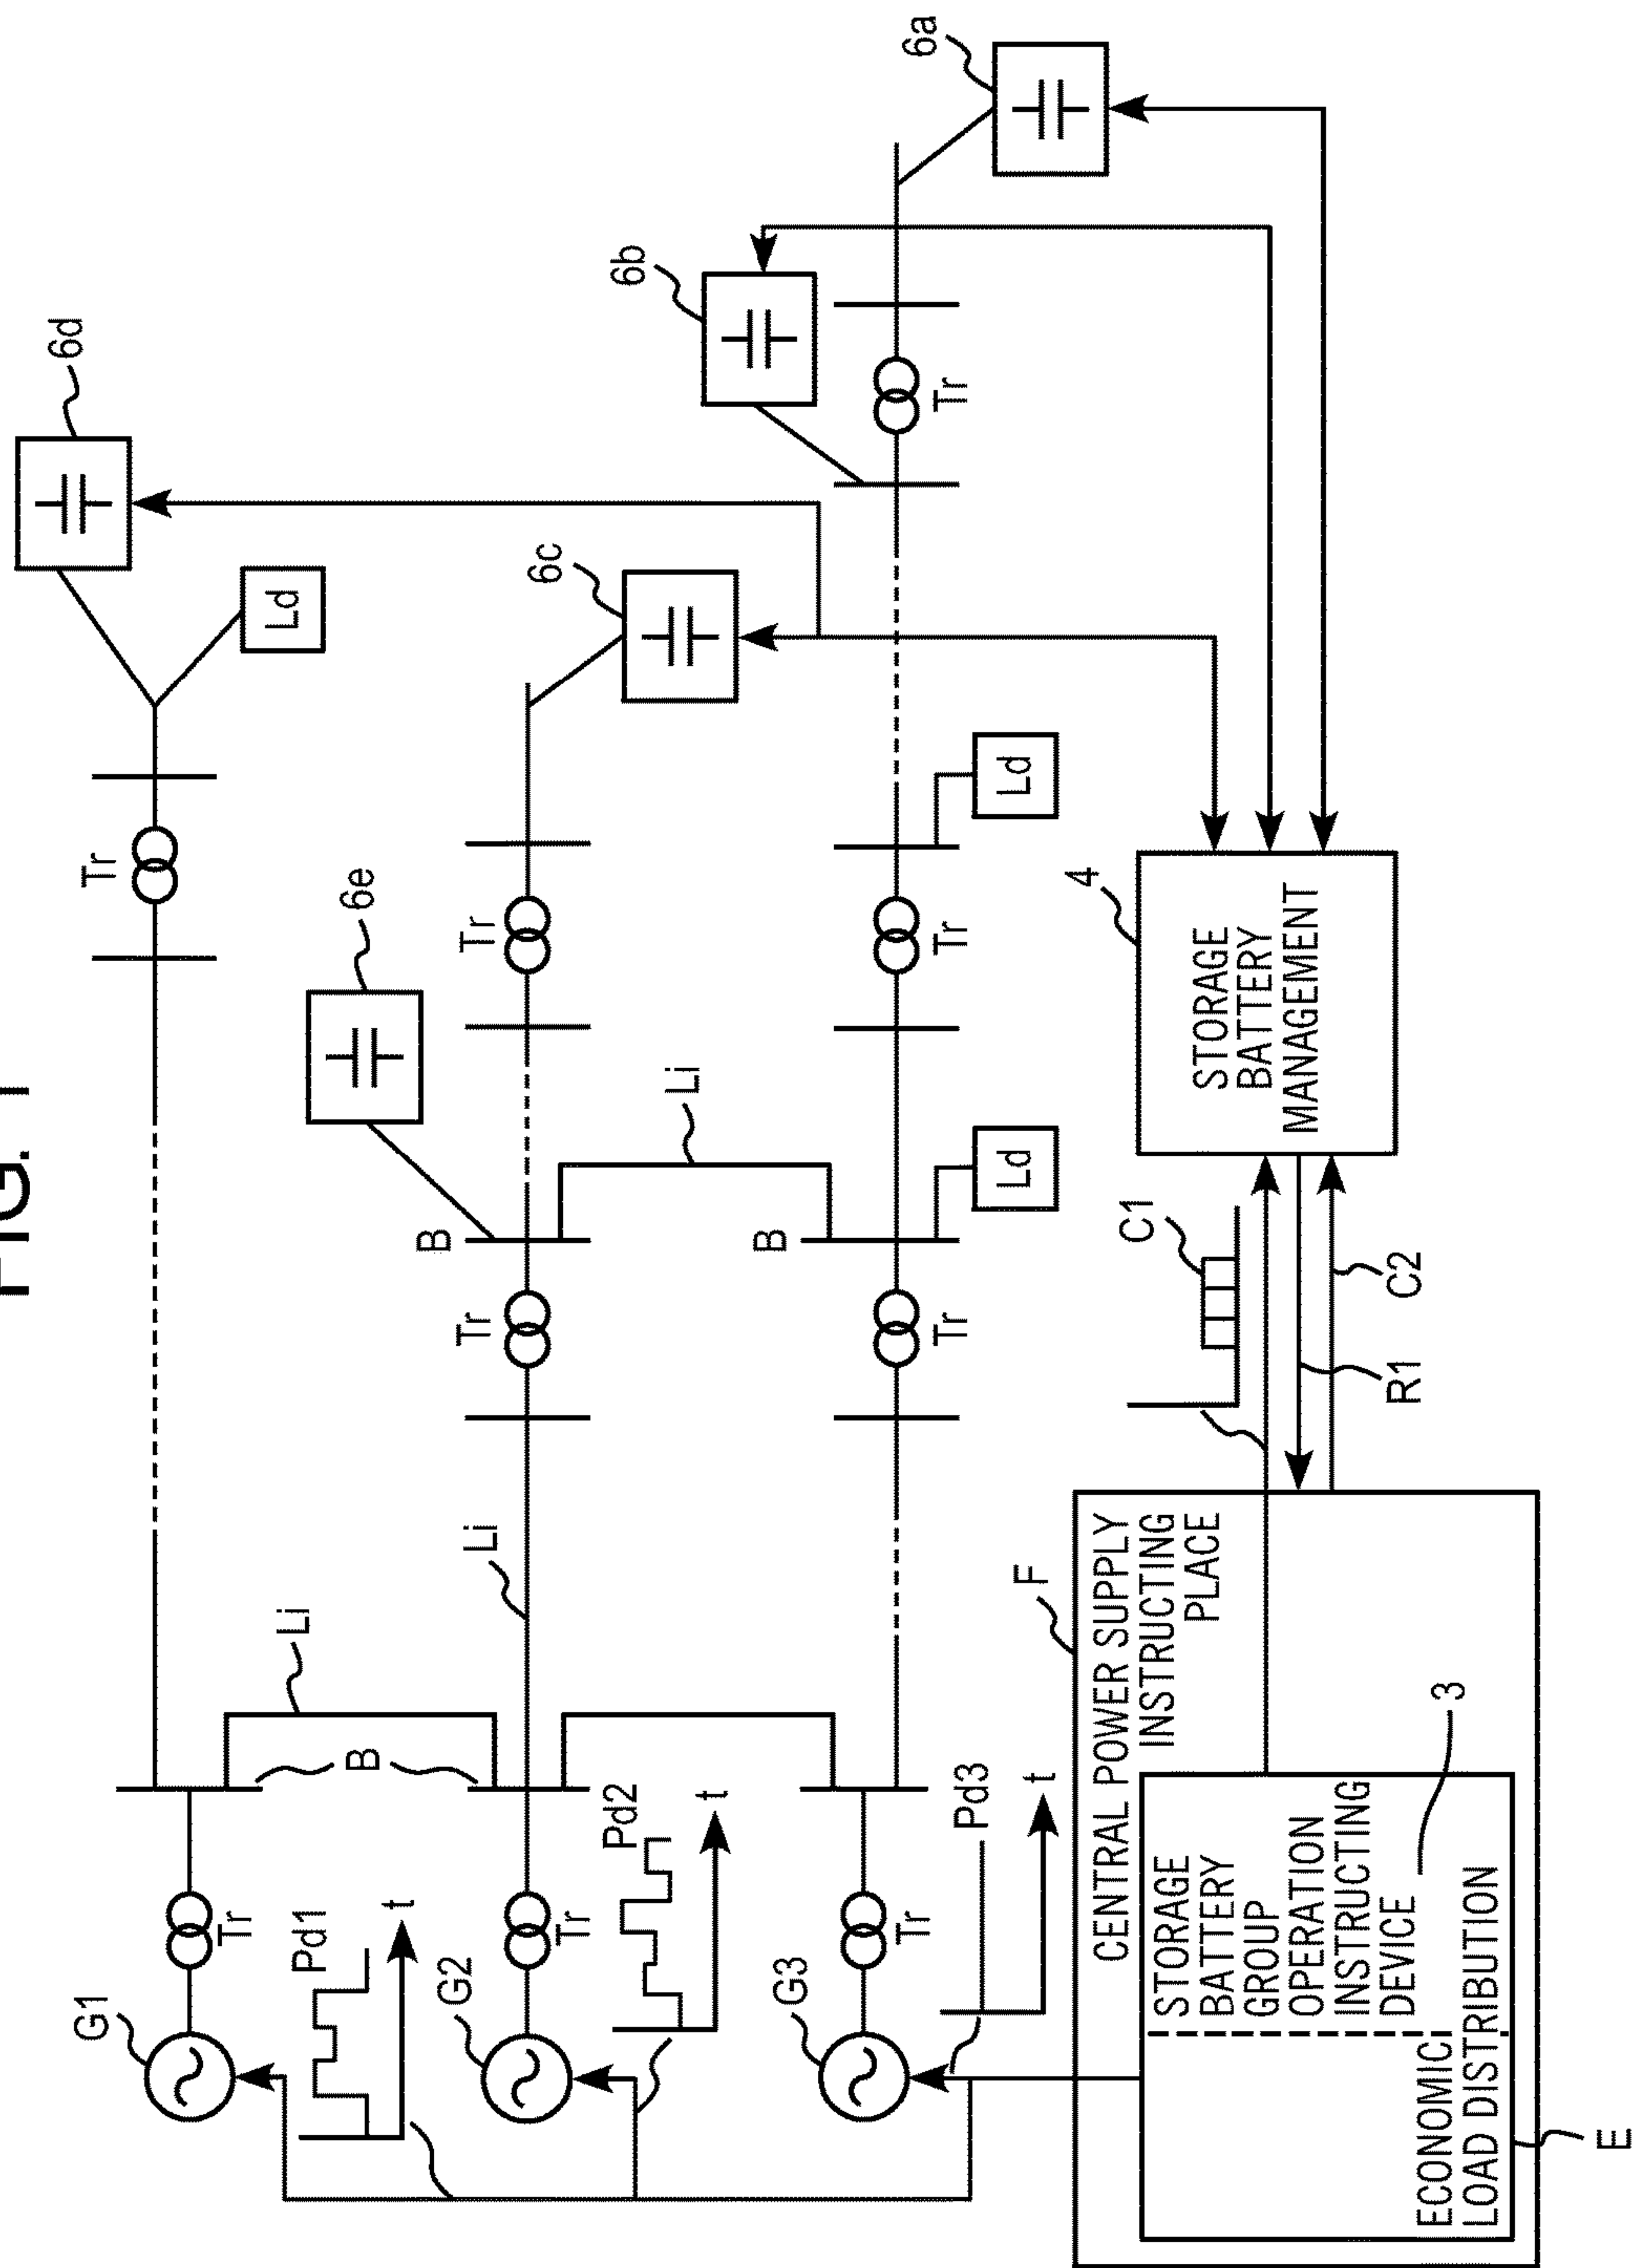 FIG. 1
G1
Tr
Pd1
t
B
Li
Tr
6d
Ld
G2
Tr
Pd2
t
Li
Tr
B
6e
Tr
6c
Li
G3
Tr
Pd3
t
Tr
B
Ld
Tr
Ld
6b
Tr
6a
F
CENTRAL POWER SUPPLY
INSTRUCTING
PLACE
STORAGE
BATTERY
GROUP
OPERATION
INSTRUCTING
DEVICE
3
ECONOMIC
LOAD DISTRIBUTION
E
C1
R1
C2
4
STORAGE
BATTERY
MANAGEMENT